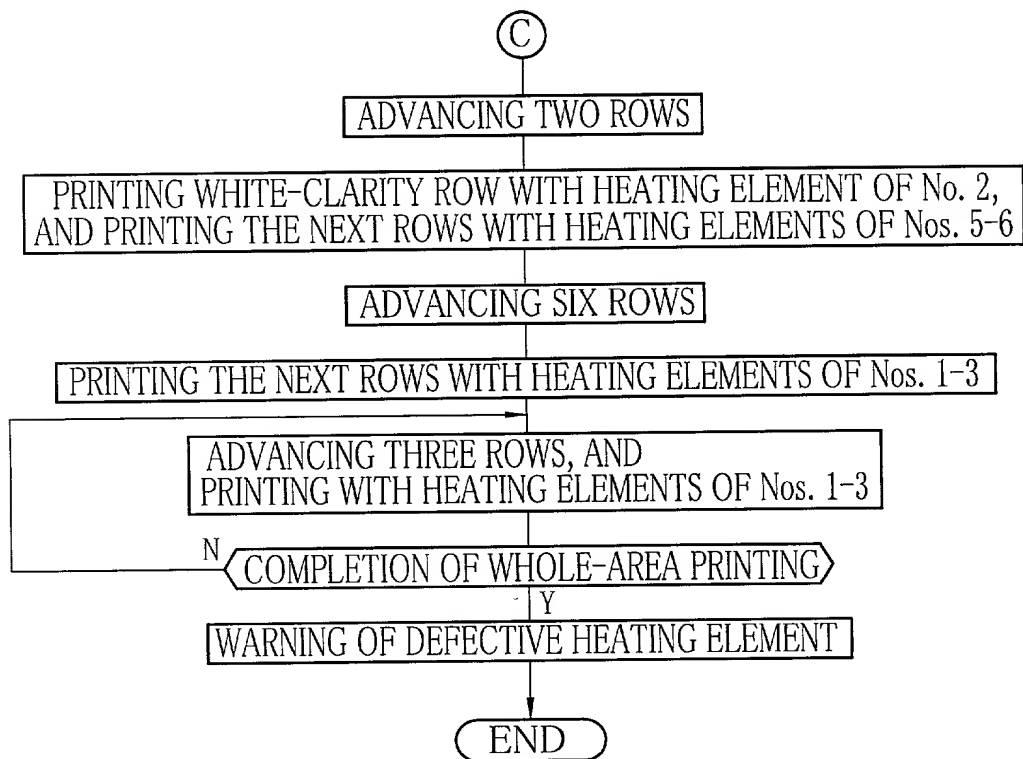 C
ADVANCING TWO ROWS
PRINTING WHITE-CLARITY ROW WITH HEATING ELEMENT OF No. 2,
AND PRINTING THE NEXT ROWS WITH HEATING ELEMENTS OF Nos. 5-6
ADVANCING SIX ROWS
PRINTING THE NEXT ROWS WITH HEATING ELEMENTS OF Nos. 1-3
ADVANCING THREE ROWS, AND
PRINTING WITH HEATING ELEMENTS OF Nos. 1-3
N
COMPLETION OF WHOLE-AREA PRINTING
Y
WARNING OF DEFECTIVE HEATING ELEMENT
END